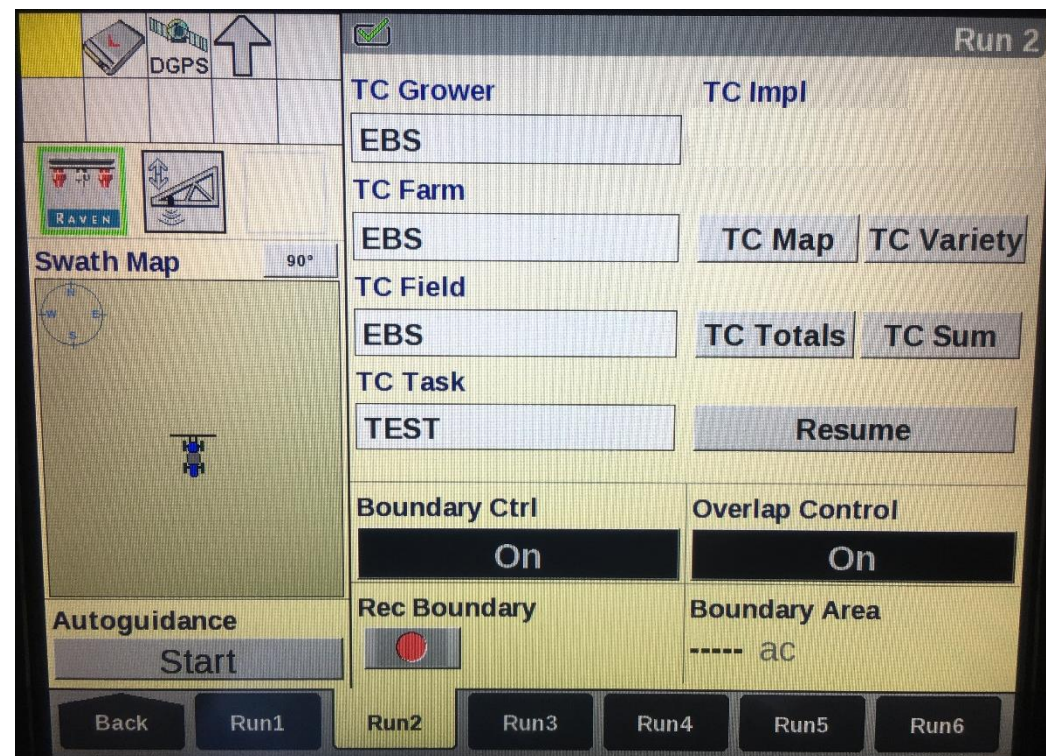 Run 2
DGPS
RAVEN
Swath Map
90°
N
W E
S
Autoguidance
Start
TC Grower
EBS
TC Farm
EBS
TC Field
EBS
TC Task
TEST
TC Impl
TC Map TC Variety
TC Totals TC Sum
Resume
Boundary Ctrl
On
Overlap Control
On
Rec Boundary
Boundary Area
----- ac
Back Run1 Run2 Run3 Run4 Run5 Run6